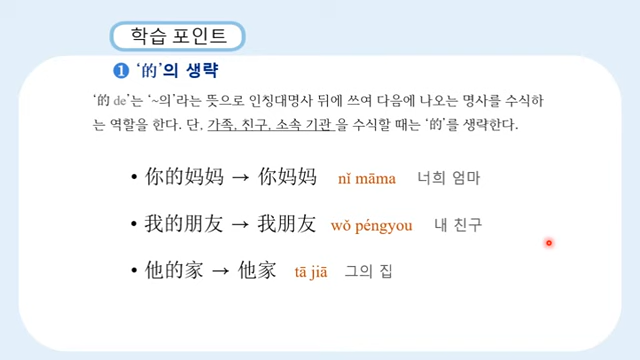 학습 포인트
1 ‘的’의 생략
‘的 de’는 ‘~의’라는 뜻으로 인칭대명사 뒤에 쓰여 다음에 나오는 명사를 수식하
는 역할을 한다. 단, 가족, 친구, 소속 기관 을 수식할 때는 ‘的’를 생략한다.
• 你的妈妈 → 你妈妈 nǐ māma 너희 엄마
• 我的朋友 → 我朋友 wǒ péngyou 내 친구
• 他的家 → 他家 tā jiā 그의 집